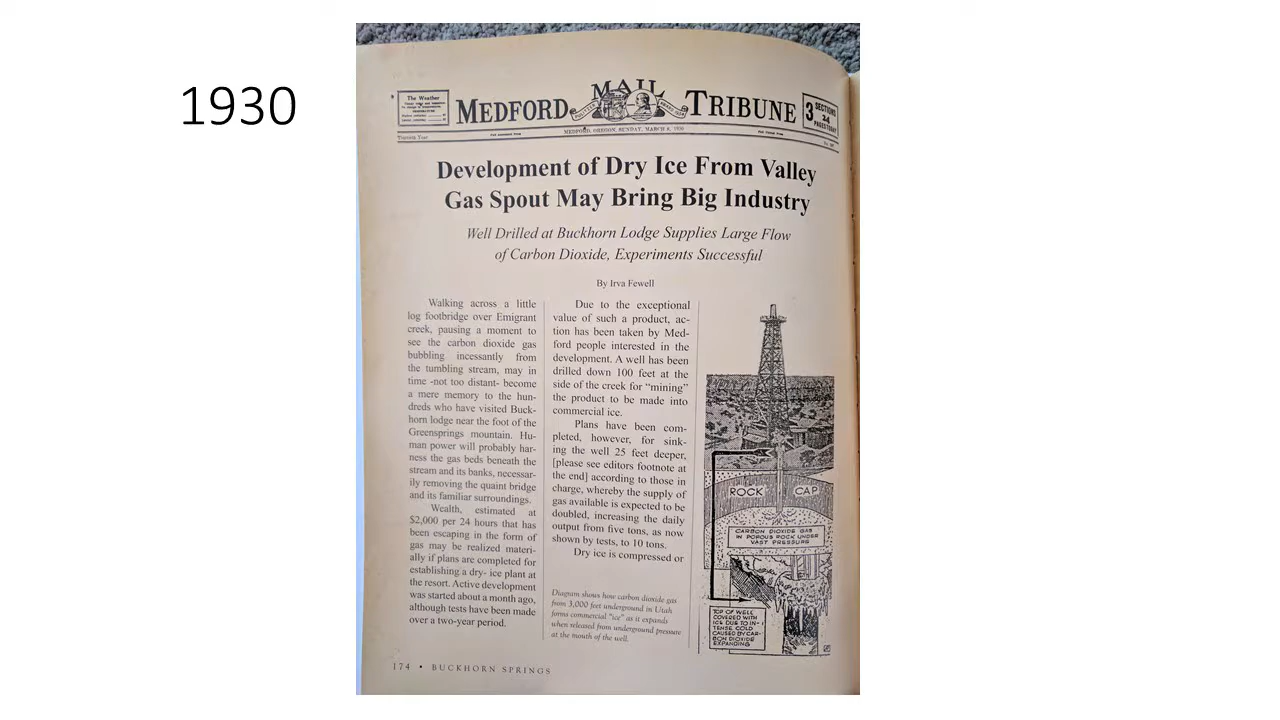 1930
The Weather
MEDFORD MAIL TRIBUNE
3 SECTIONS
24
PAGES TODAY
MEDFORD, OREGON, SUNDAY, MARCH 8, 1930
Development of Dry Ice From Valley
Gas Spout May Bring Big Industry
Well Drilled at Buckhorn Lodge Supplies Large Flow
of Carbon Dioxide, Experiments Successful
By Irva Fewell
Walking across a little
log footbridge over Emigrant
creek, pausing a moment to
see the carbon dioxide gas
bubbling incessantly from
the tumbling stream, may in
time -not too distant- become
a mere memory to the hun-
dreds who have visited Buck-
horn lodge near the foot of the
Greensprings mountain. Hu-
man power will probably har-
ness the gas beds beneath the
stream and its banks, necessar-
ily removing the quaint bridge
and its familiar surroundings.
Wealth, estimated at
$2,000 per 24 hours that has
been escaping in the form of
gas may be realized materi-
ally if plans are completed for
establishing a dry- ice plant at
the resort. Active development
was started about a month ago,
although tests have been made
over a two-year period.
Due to the exceptional
value of such a product, ac-
tion has been taken by Med-
ford people interested in the
development. A well has been
drilled down 100 feet at the
side of the creek for "mining"
the product to be made into
commercial ice.
Plans have been com-
pleted, however, for sink-
ing the well 25 feet deeper,
[please see editors footnote at
the end] according to those in
charge, whereby the supply of
gas available is expected to be
doubled, increasing the daily
output from five tons, as now
shown by tests, to 10 tons.
Dry ice is compressed or
Diagram shows how carbon dioxide gas
from 3,000 feet underground in Utah
forms commercial "ice" as it expands
when released from underground pressure
at the mouth of the well.
ROCK CAP
CARBON DIOXIDE GAS
IN POROUS ROCK UNDER
VAST PRESSURE
TOP OF WELL
COVERED WITH
ICE DUE TO IN-
TENSE COLD
CAUSED BY CAR-
BON DIOXIDE
EXPANDING
174 • BUCKHORN SPRINGS